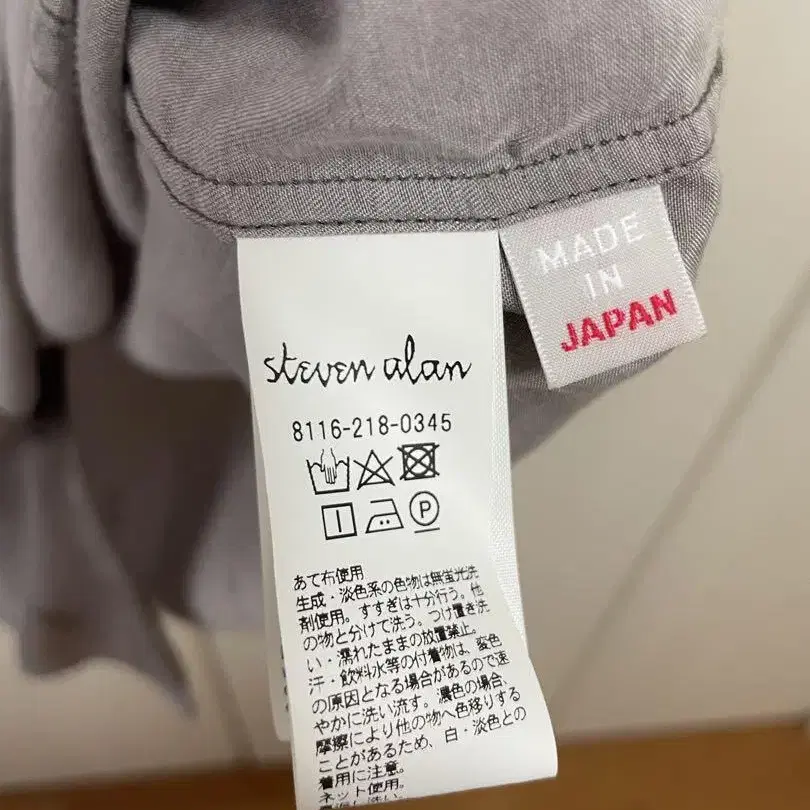 steven alan
MADE
IN
JAPAN
8116-218-0345
P
あて布使用
生成・淡色系の色物は無蛍光洗
剤使用。すすぎは十分行う。他
の物と分けて洗う。つけ置き洗
い・濡れたままの放置禁止。
汗・飲料水等の付着物は、変色
の原因となる場合があるので速
やかに洗い流す。濃色の場合、
摩擦により他の物へ色移りする
ことがあるため、白・淡色との
着用に注意。
ネット使用。